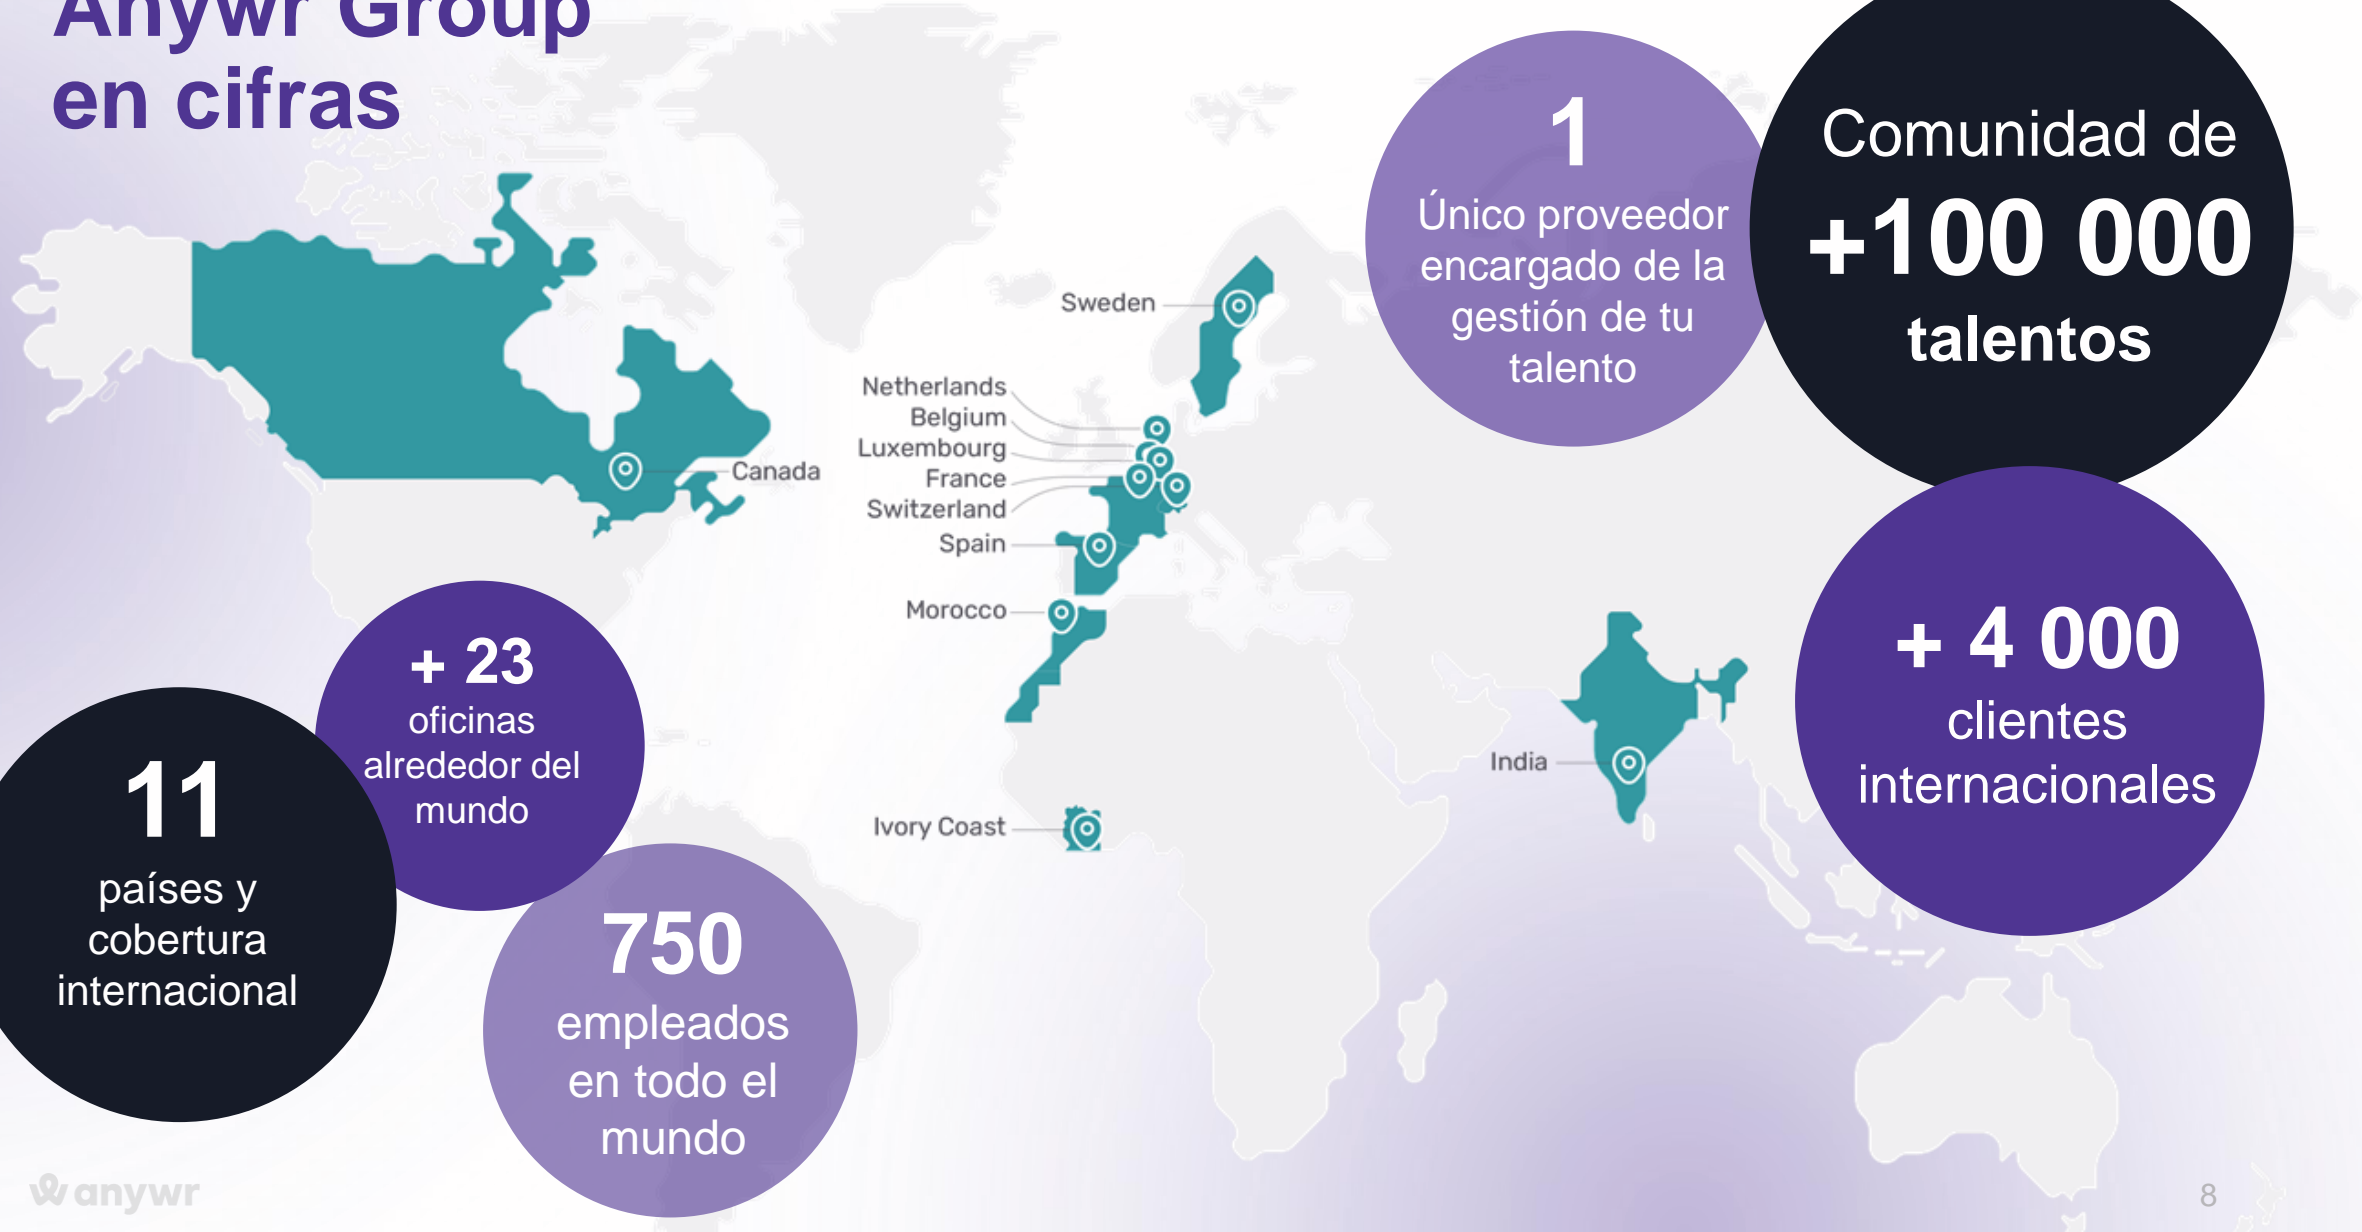 Anywr Group
en cifras
1
Único proveedor
encargado de la
gestión de tu
talento
Comunidad de
+100 000
talentos
Sweden
Netherlands
Belgium
Luxembourg
France
Switzerland
Spain
Canada
Morocco
+ 4 000
clientes
internacionales
+ 23
oficinas
alrededor del
mundo
India
11
países y
cobertura
internacional
Ivory Coast
750
empleados
en todo el
mundo
anywr
8